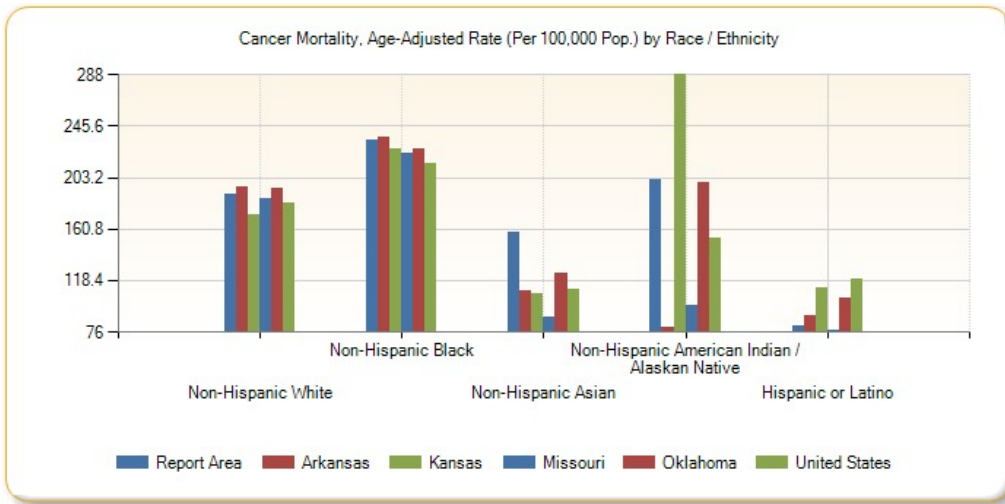 Cancer Mortality, Age-Adjusted Rate (Per 100,000 Pop.) by Race / Ethnicity
288
245.6
203.2
160.8
118.4
76
Non-Hispanic White
Non-Hispanic Black
Non-Hispanic Asian
Non-Hispanic American Indian /
Alaskan Native
Hispanic or Latino
Report Area
Arkansas
Kansas
Missouri
Oklahoma
United States